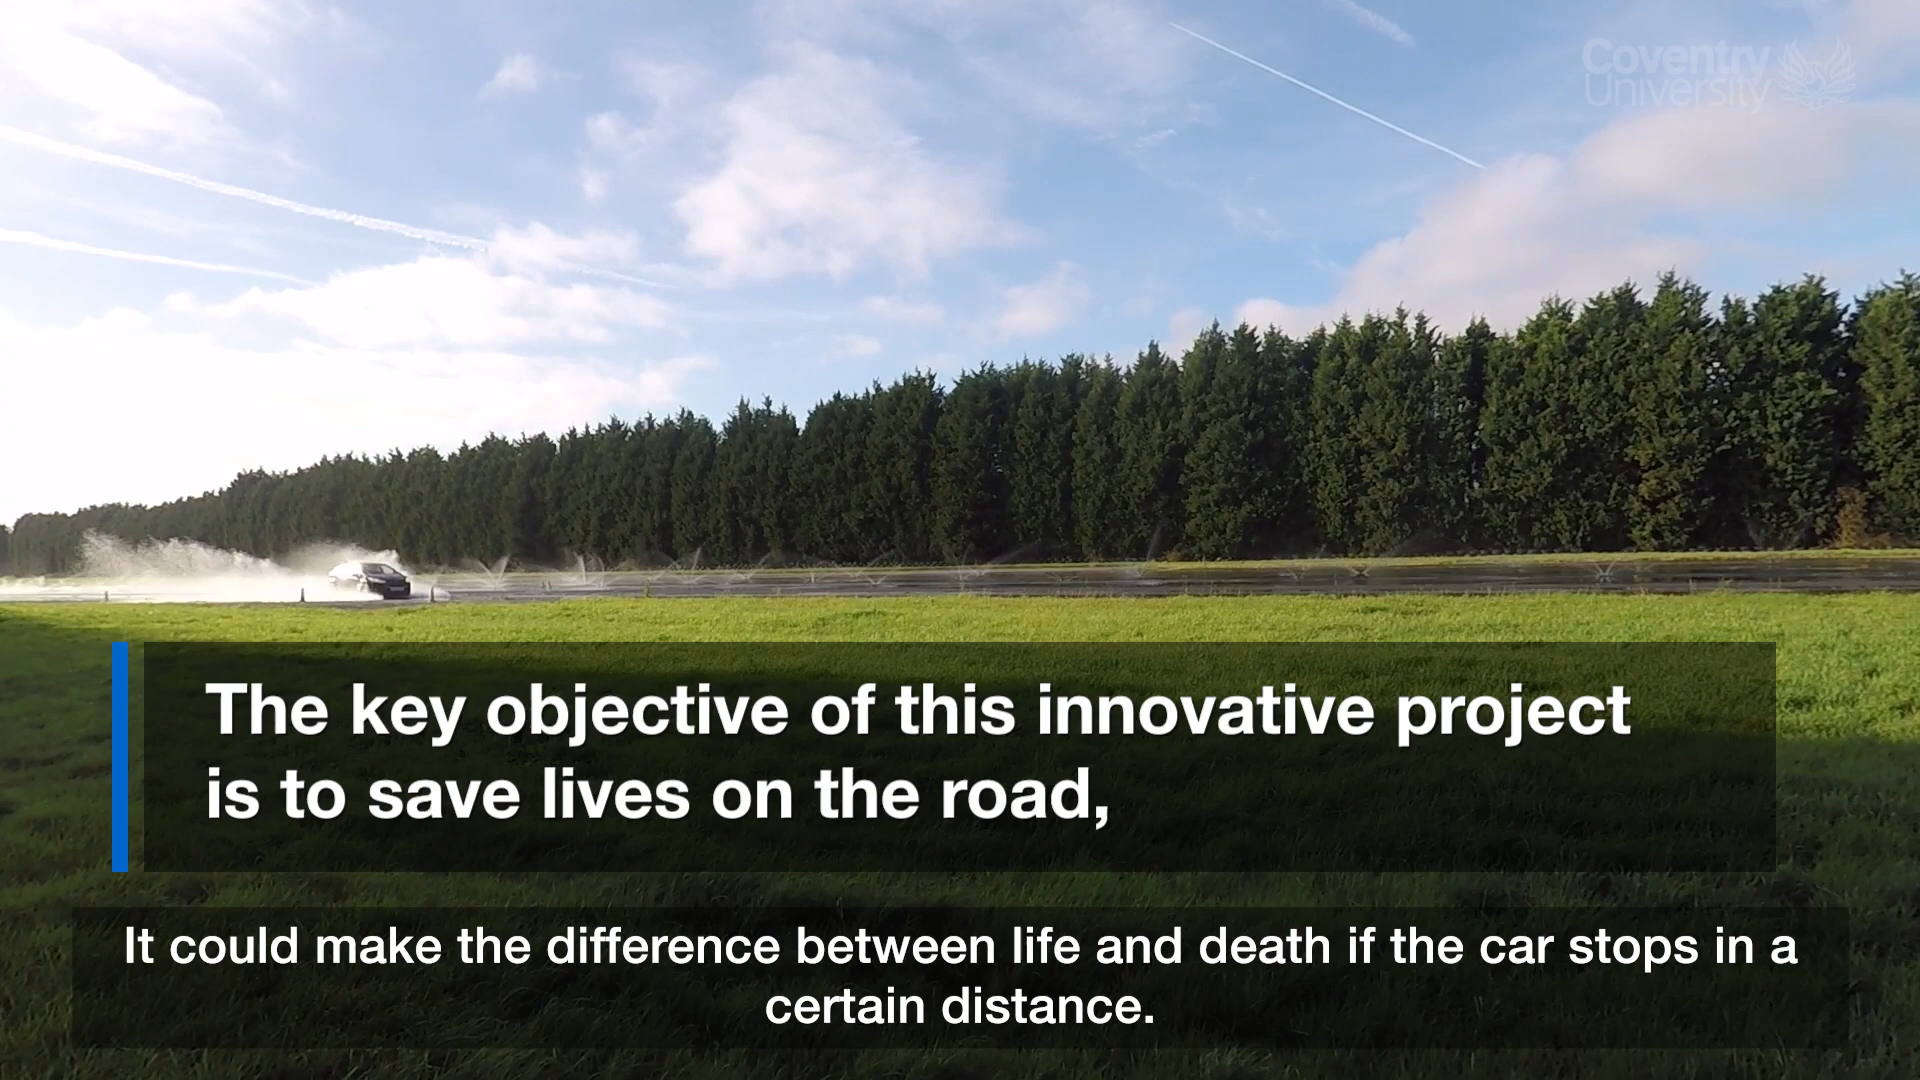 Coventry
University
The key objective of this innovative project
is to save lives on the road,
It could make the difference between life and death if the car stops in a
certain distance.